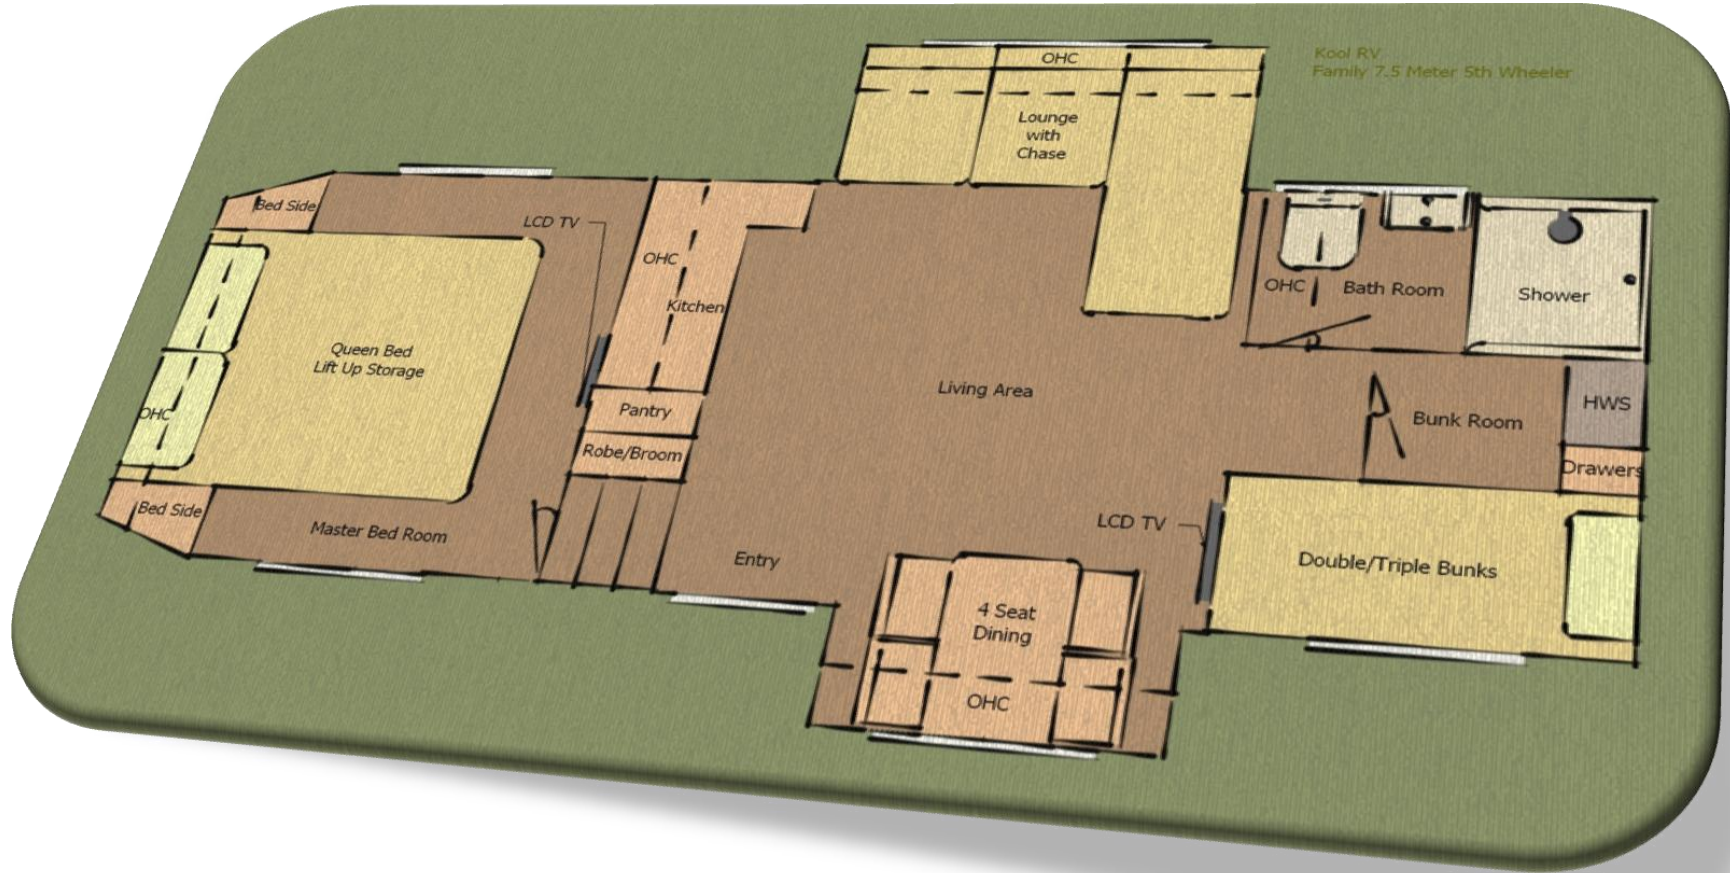 Kool RV
Family 7.5 Meter 5th Wheeler
OHC
Lounge
with
Chase
Bed Side
LCD TV
OHC
Kitchen
OHC
Bath Room
Shower
Queen Bed
Lift Up Storage
Living Area
OHC
Pantry
Robe/Broom
Bunk Room
HWS
Drawers
Bed Side
Master Bed Room
Entry
LCD TV
Double/Triple Bunks
4 Seat
Dining
OHC